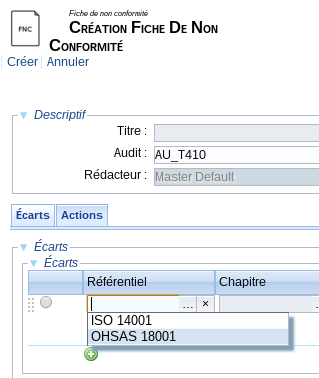 Fiche de non conformité
FNC
Création Fiche De Non
Conformité
Créer Annuler
Descriptif
Titre :
Audit : AU_T410
Rédacteur : Master Default
Écarts Actions
Écarts
Écarts
Référentiel Chapitre
... ×
ISO 14001
OHSAS 18001